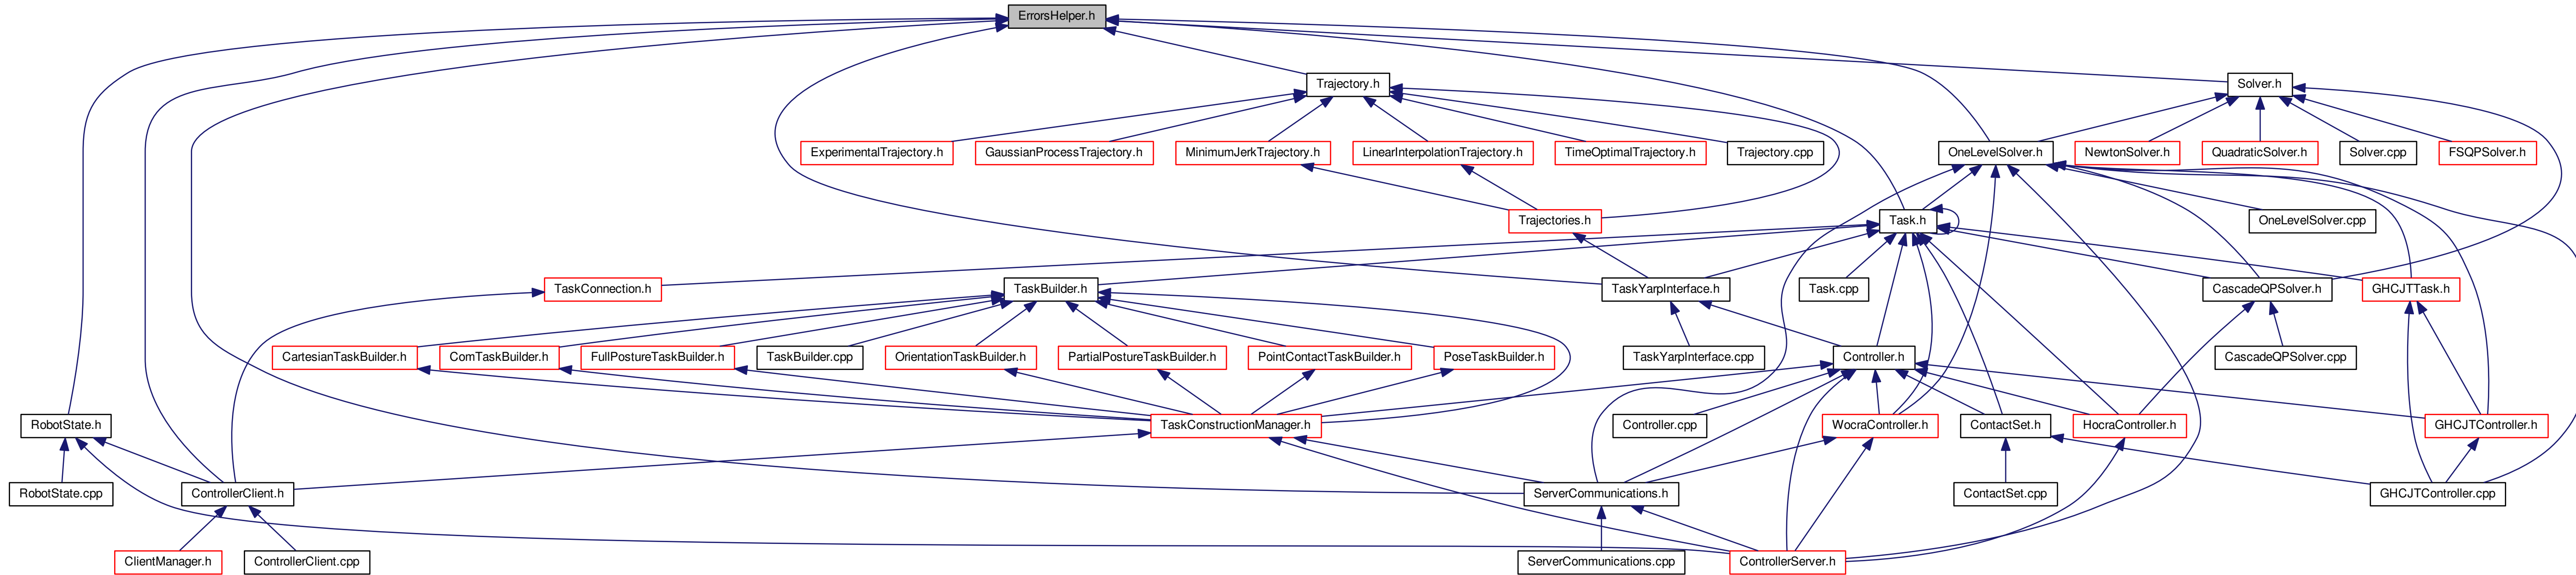 ErrorsHelper.h
Trajectory.h
Solver.h
ExperimentalTrajectory.h
GaussianProcessTrajectory.h
MinimumJerkTrajectory.h
LinearInterpolationTrajectory.h
TimeOptimalTrajectory.h
Trajectory.cpp
OneLevelSolver.h
NewtonSolver.h
QuadraticSolver.h
Solver.cpp
FSQPSolver.h
Trajectories.h
Task.h
OneLevelSolver.cpp
TaskConnection.h
TaskBuilder.h
TaskYarpInterface.h
Task.cpp
CascadeQPSolver.h
GHCJTTask.h
CartesianTaskBuilder.h
ComTaskBuilder.h
FullPostureTaskBuilder.h
TaskBuilder.cpp
OrientationTaskBuilder.h
PartialPostureTaskBuilder.h
PointContactTaskBuilder.h
PoseTaskBuilder.h
TaskYarpInterface.cpp
Controller.h
CascadeQPSolver.cpp
RobotState.h
TaskConstructionManager.h
Controller.cpp
WocraController.h
ContactSet.h
HocraController.h
GHCJTController.h
RobotState.cpp
ControllerClient.h
ServerCommunications.h
ContactSet.cpp
GHCJTController.cpp
ClientManager.h
ControllerClient.cpp
ServerCommunications.cpp
ControllerServer.h